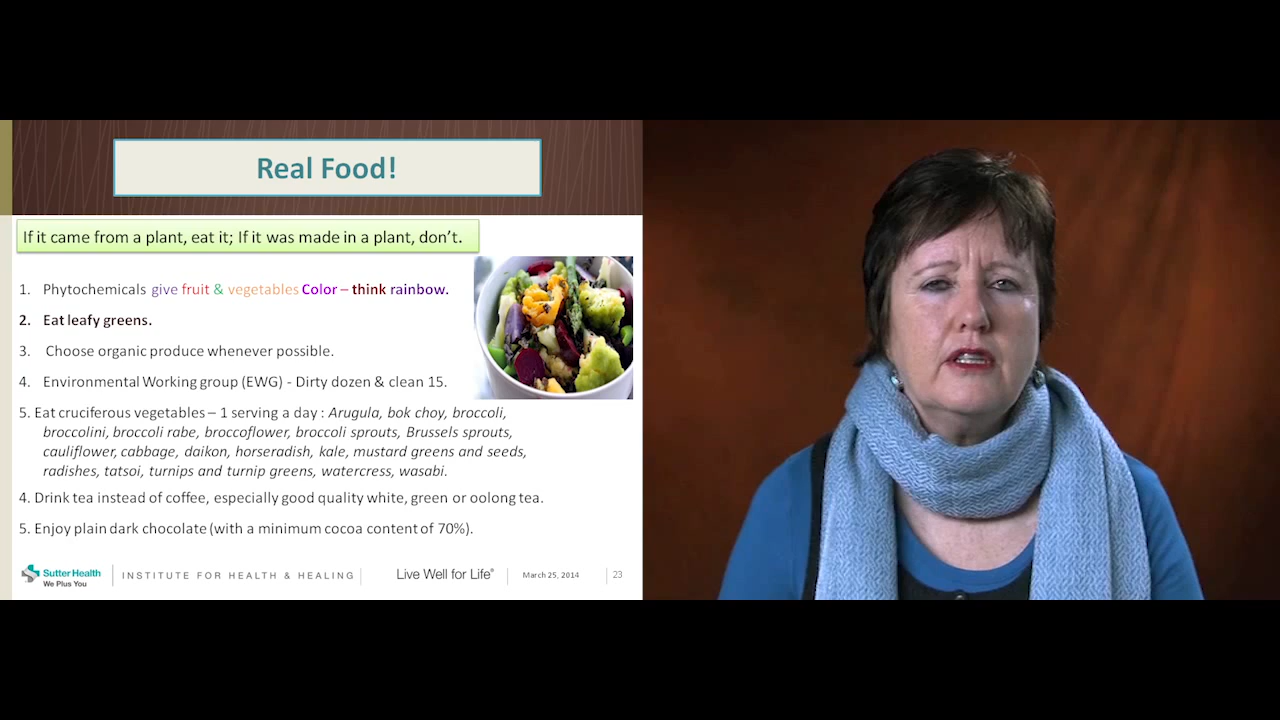 Real Food!
If it came from a plant, eat it; If it was made in a plant, don't.
1. Phytochemicals give fruit & vegetables Color – think rainbow.
2. Eat leafy greens.
3. Choose organic produce whenever possible.
4. Environmental Working group (EWG) - Dirty dozen & clean 15.
5. Eat cruciferous vegetables – 1 serving a day : Arugula, bok choy, broccoli,
broccolini, broccoli rabe, broccoflower, broccoli sprouts, Brussels sprouts,
cauliflower, cabbage, daikon, horseradish, kale, mustard greens and seeds,
radishes, tatsoi, turnips and turnip greens, watercress, wasabi.
4. Drink tea instead of coffee, especially good quality white, green or oolong tea.
5. Enjoy plain dark chocolate (with a minimum cocoa content of 70%).
Sutter Health
We Plus You
INSTITUTE FOR HEALTH & HEALING
Live Well for Life®
March 25, 2014
23